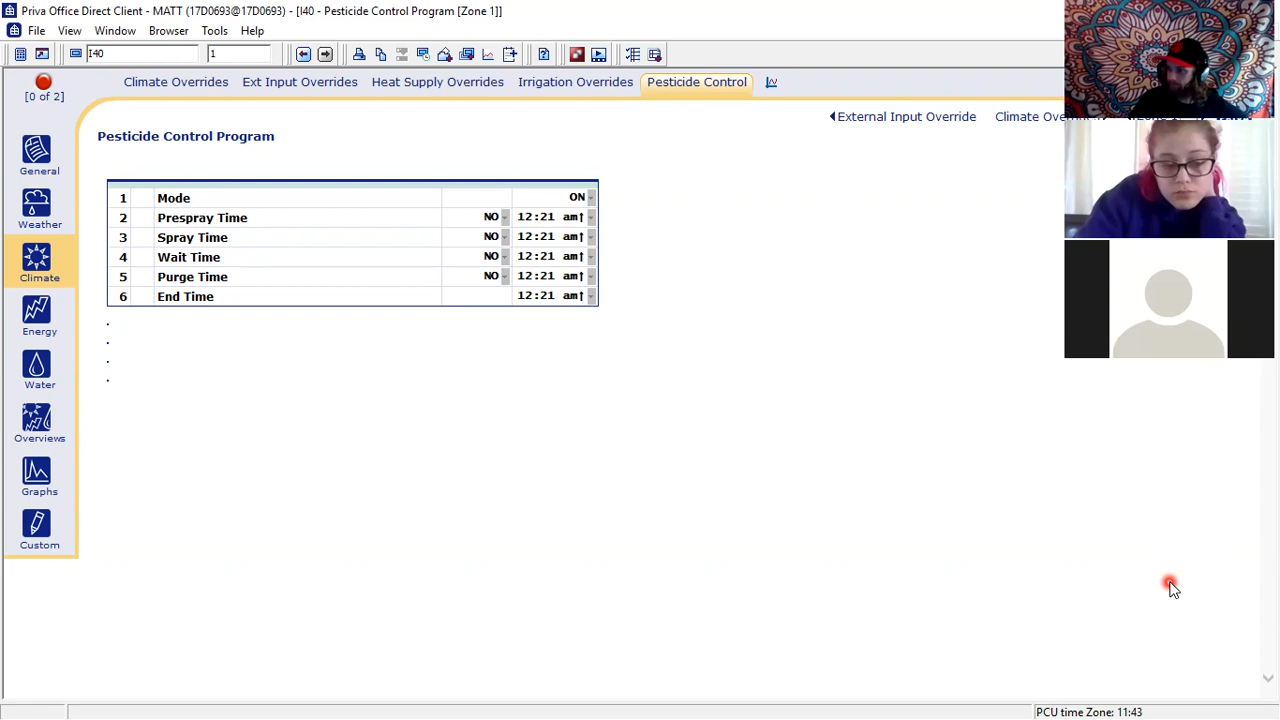 Priva Office Direct Client - MATT (17D0693@17D0693) - [I40 - Pesticide Control Program [Zone 1]]
File View Window Browser Tools Help
I40 1
[0 of 2]
Climate Overrides Ext Input Overrides Heat Supply Overrides Irrigation Overrides Pesticide Control
External Input Override Climate Ov
Pesticide Control Program
1 Mode ON
2 Prespray Time NO 12:21 am↑
3 Spray Time NO 12:21 am↑
4 Wait Time NO 12:21 am↑
5 Purge Time NO 12:21 am↑
6 End Time 12:21 am↑
.
.
.
.
General
Weather
Climate
Energy
Water
Overviews
Graphs
Custom
PCU time Zone: 11:43